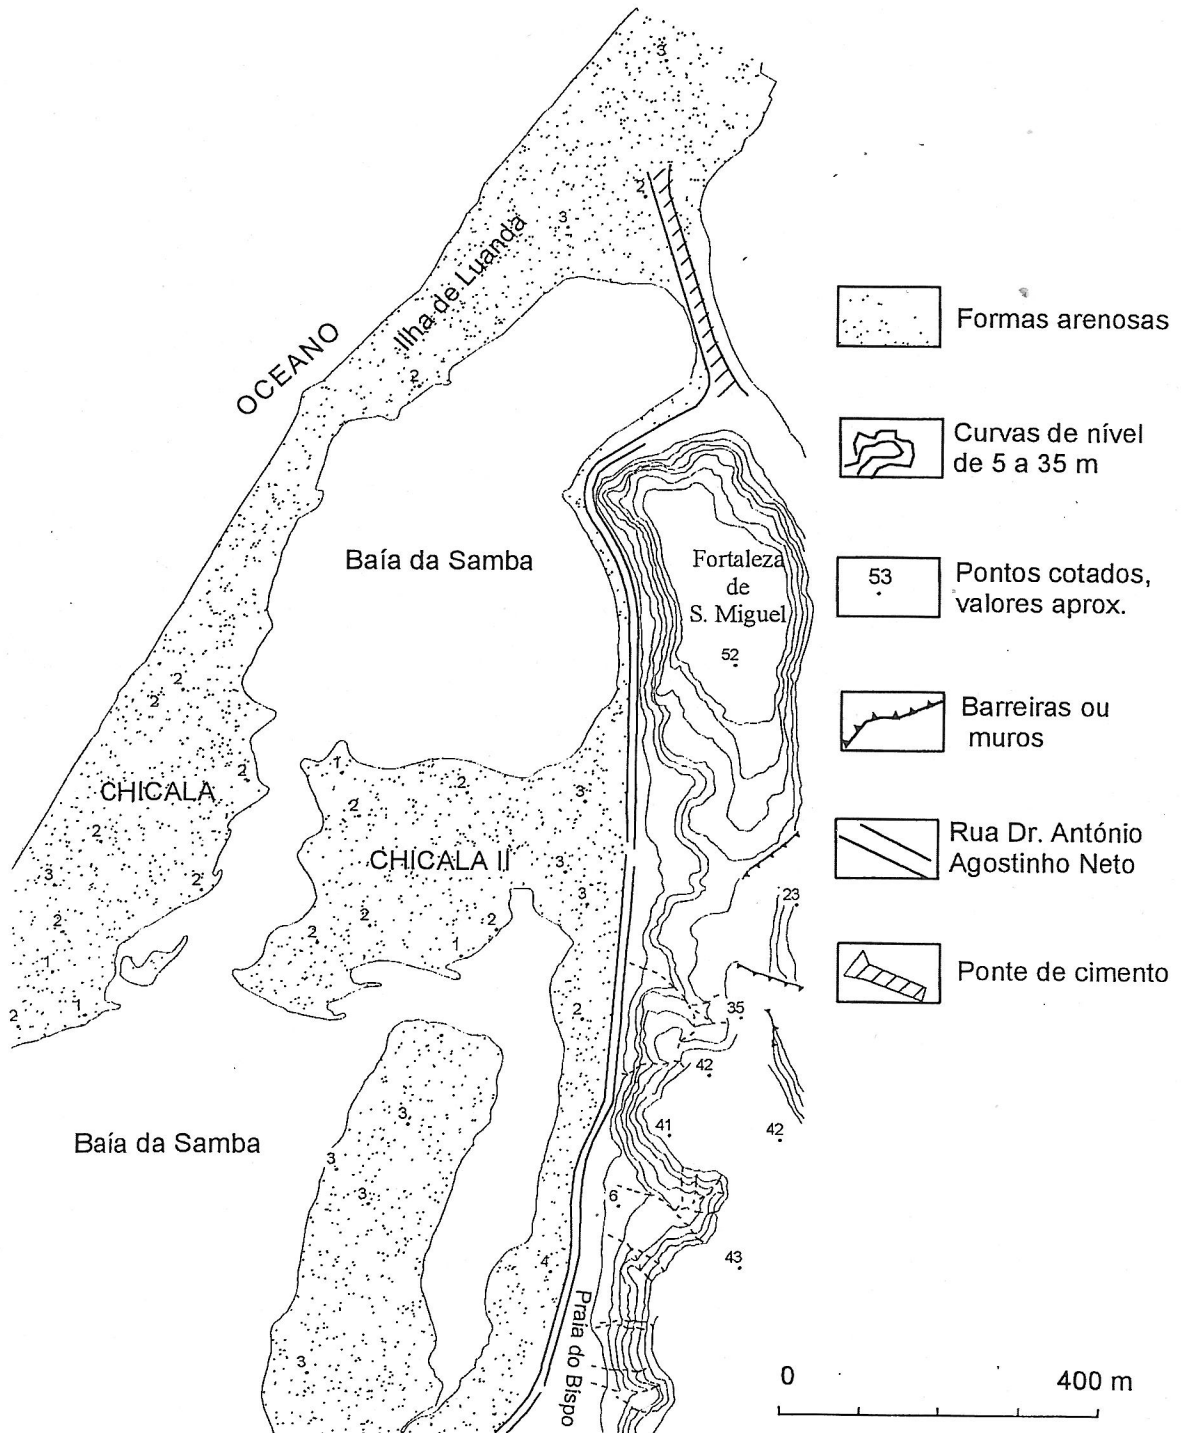 3
2
3
Ilha de Luanda
OCEANO
2
Baía da Samba
Fortaleza
de
S. Miguel
52
2
2
2
CHICALA
2
3
2
2
1
2
1
1
2
2
3
CHICALA II
3
3
2
2
2
1
2
23
35
42
41
42
6
43
4
Baía da Samba
3
3
3
3
Praia do Bispo
Formas arenosas
Curvas de nível
de 5 a 35 m
53
Pontos cotados,
valores aprox.
Barreiras ou
muros
Rua Dr. António
Agostinho Neto
Ponte de cimento
0
400 m